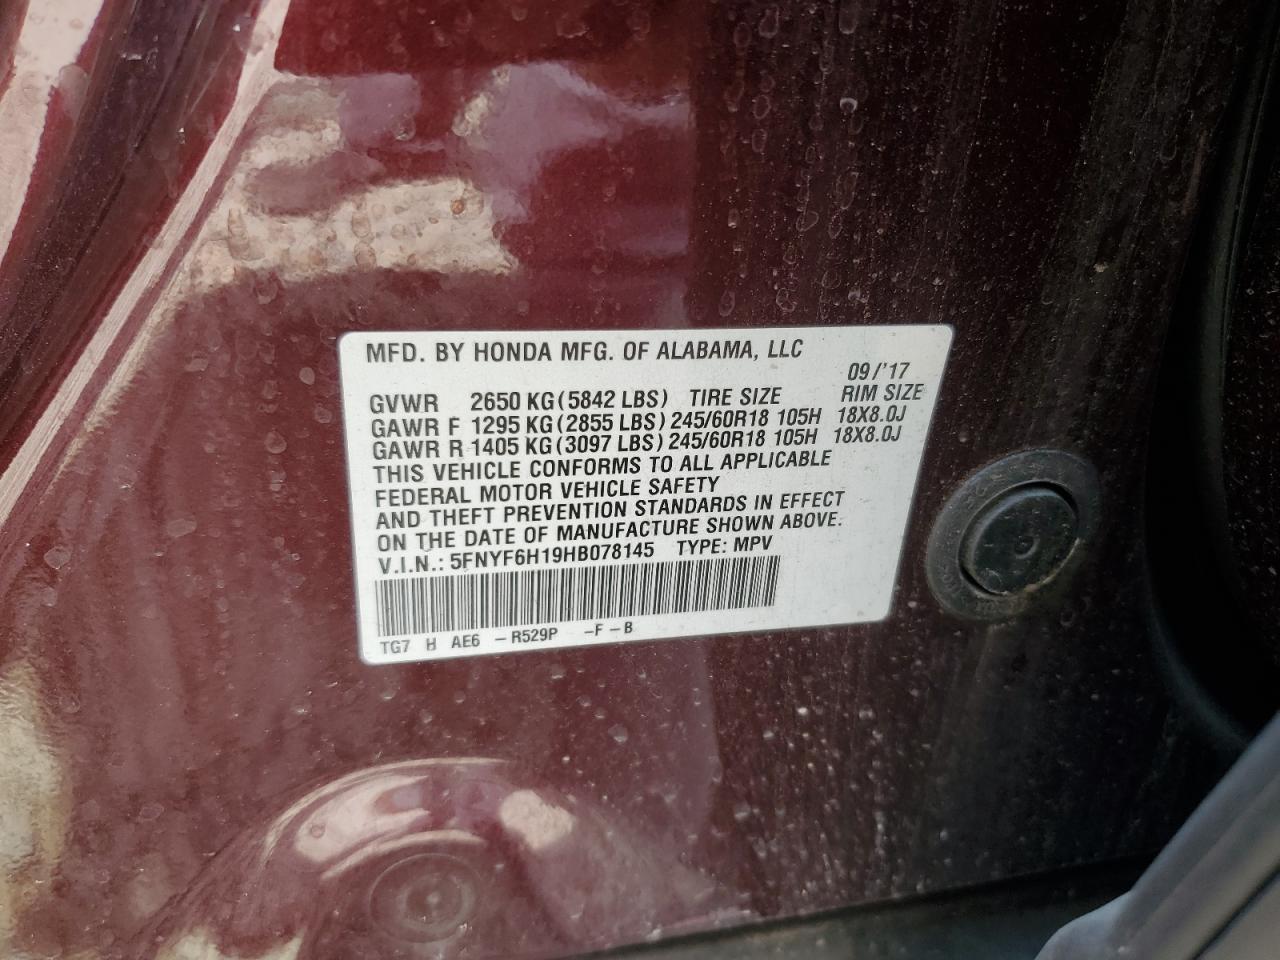 MFD. BY HONDA MFG. OF ALABAMA, LLC
09/'17
GVWR 2650 KG (5842 LBS) TIRE SIZE RIM SIZE
GAWR F 1295 KG (2855 LBS) 245/60R18 105H 18X8.0J
GAWR R 1405 KG (3097 LBS) 245/60R18 105H 18X8.0J
THIS VEHICLE CONFORMS TO ALL APPLICABLE
FEDERAL MOTOR VEHICLE SAFETY
AND THEFT PREVENTION STANDARDS IN EFFECT
ON THE DATE OF MANUFACTURE SHOWN ABOVE.
V.I.N.: 5FNYF6H19HB078145 TYPE: MPV
TG7 H AE6 -R529P -F-B